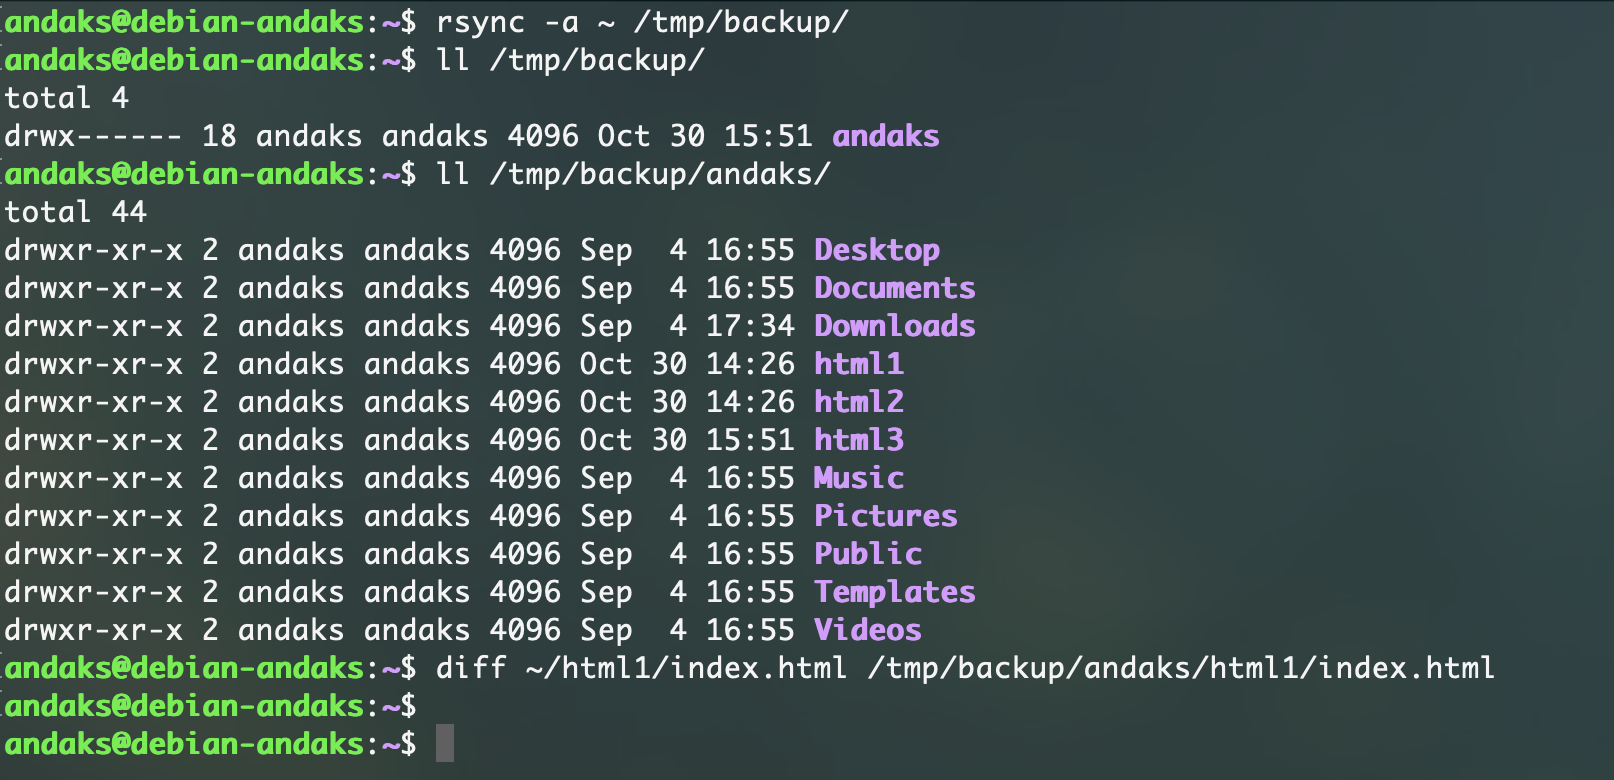 andaks@debian-andaks:~$ rsync -a ~ /tmp/backup/
andaks@debian-andaks:~$ ll /tmp/backup/
total 4
drwx------ 18 andaks andaks 4096 Oct 30 15:51 andaks
andaks@debian-andaks:~$ ll /tmp/backup/andaks/
total 44
drwxr-xr-x 2 andaks andaks 4096 Sep  4 16:55 Desktop
drwxr-xr-x 2 andaks andaks 4096 Sep  4 16:55 Documents
drwxr-xr-x 2 andaks andaks 4096 Sep  4 17:34 Downloads
drwxr-xr-x 2 andaks andaks 4096 Oct 30 14:26 html1
drwxr-xr-x 2 andaks andaks 4096 Oct 30 14:26 html2
drwxr-xr-x 2 andaks andaks 4096 Oct 30 15:51 html3
drwxr-xr-x 2 andaks andaks 4096 Sep  4 16:55 Music
drwxr-xr-x 2 andaks andaks 4096 Sep  4 16:55 Pictures
drwxr-xr-x 2 andaks andaks 4096 Sep  4 16:55 Public
drwxr-xr-x 2 andaks andaks 4096 Sep  4 16:55 Templates
drwxr-xr-x 2 andaks andaks 4096 Sep  4 16:55 Videos
andaks@debian-andaks:~$ diff ~/html1/index.html /tmp/backup/andaks/html1/index.html
andaks@debian-andaks:~$
andaks@debian-andaks:~$